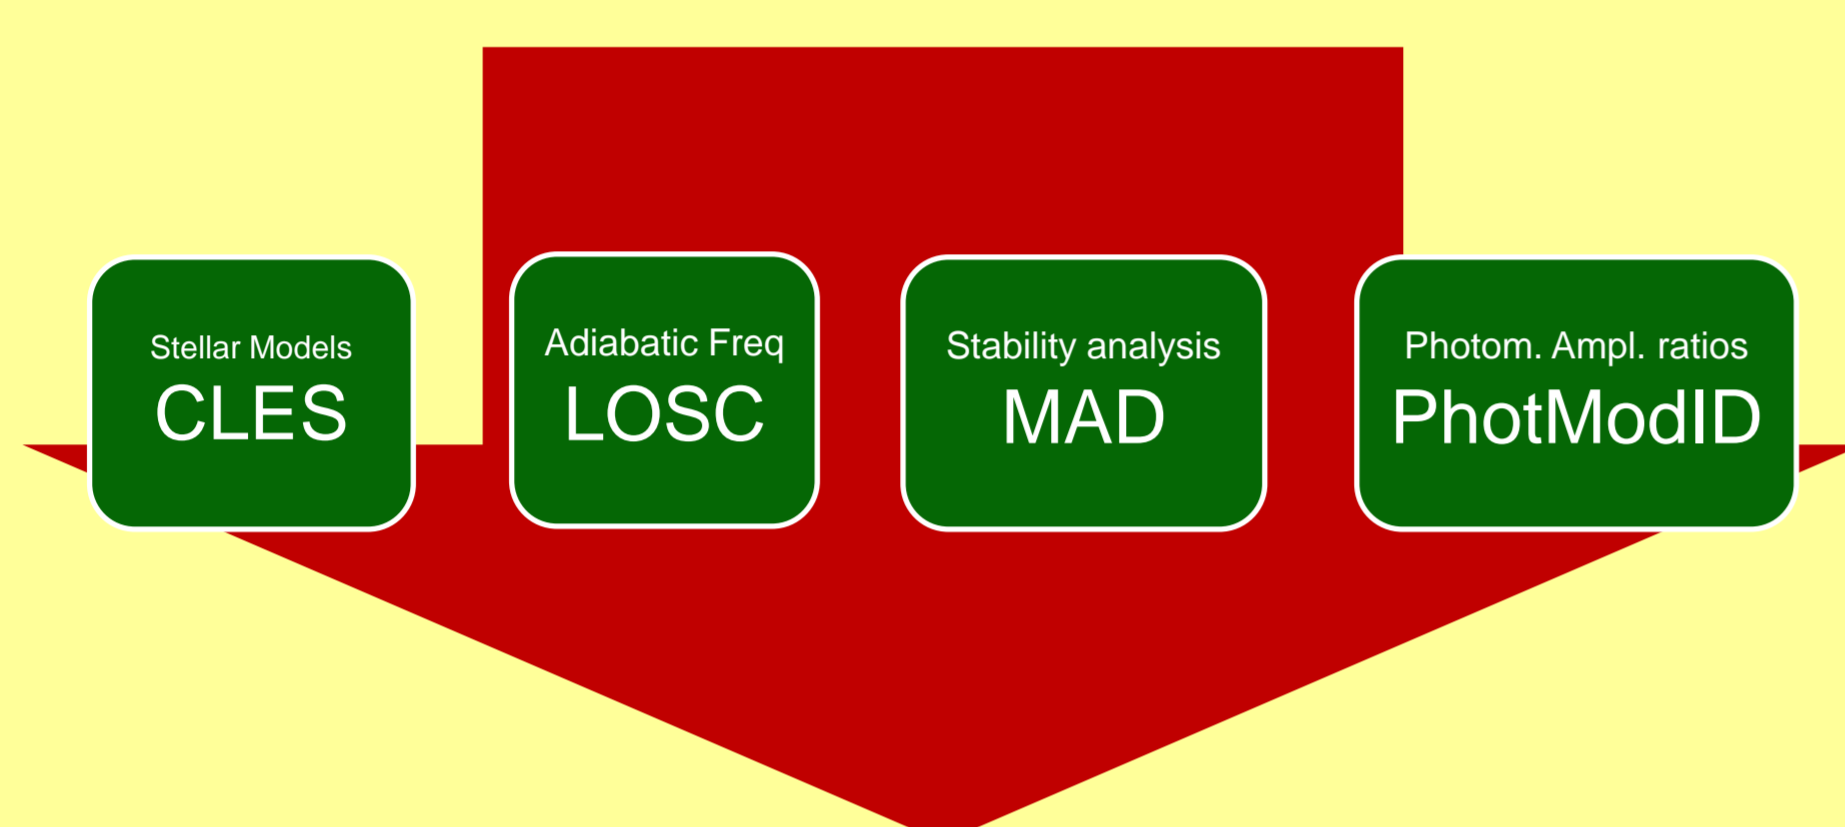 Stellar Models
CLES
Adiabatic Freq
LOSC
Stability analysis
MAD
Photom. Ampl. ratios
PhotModID